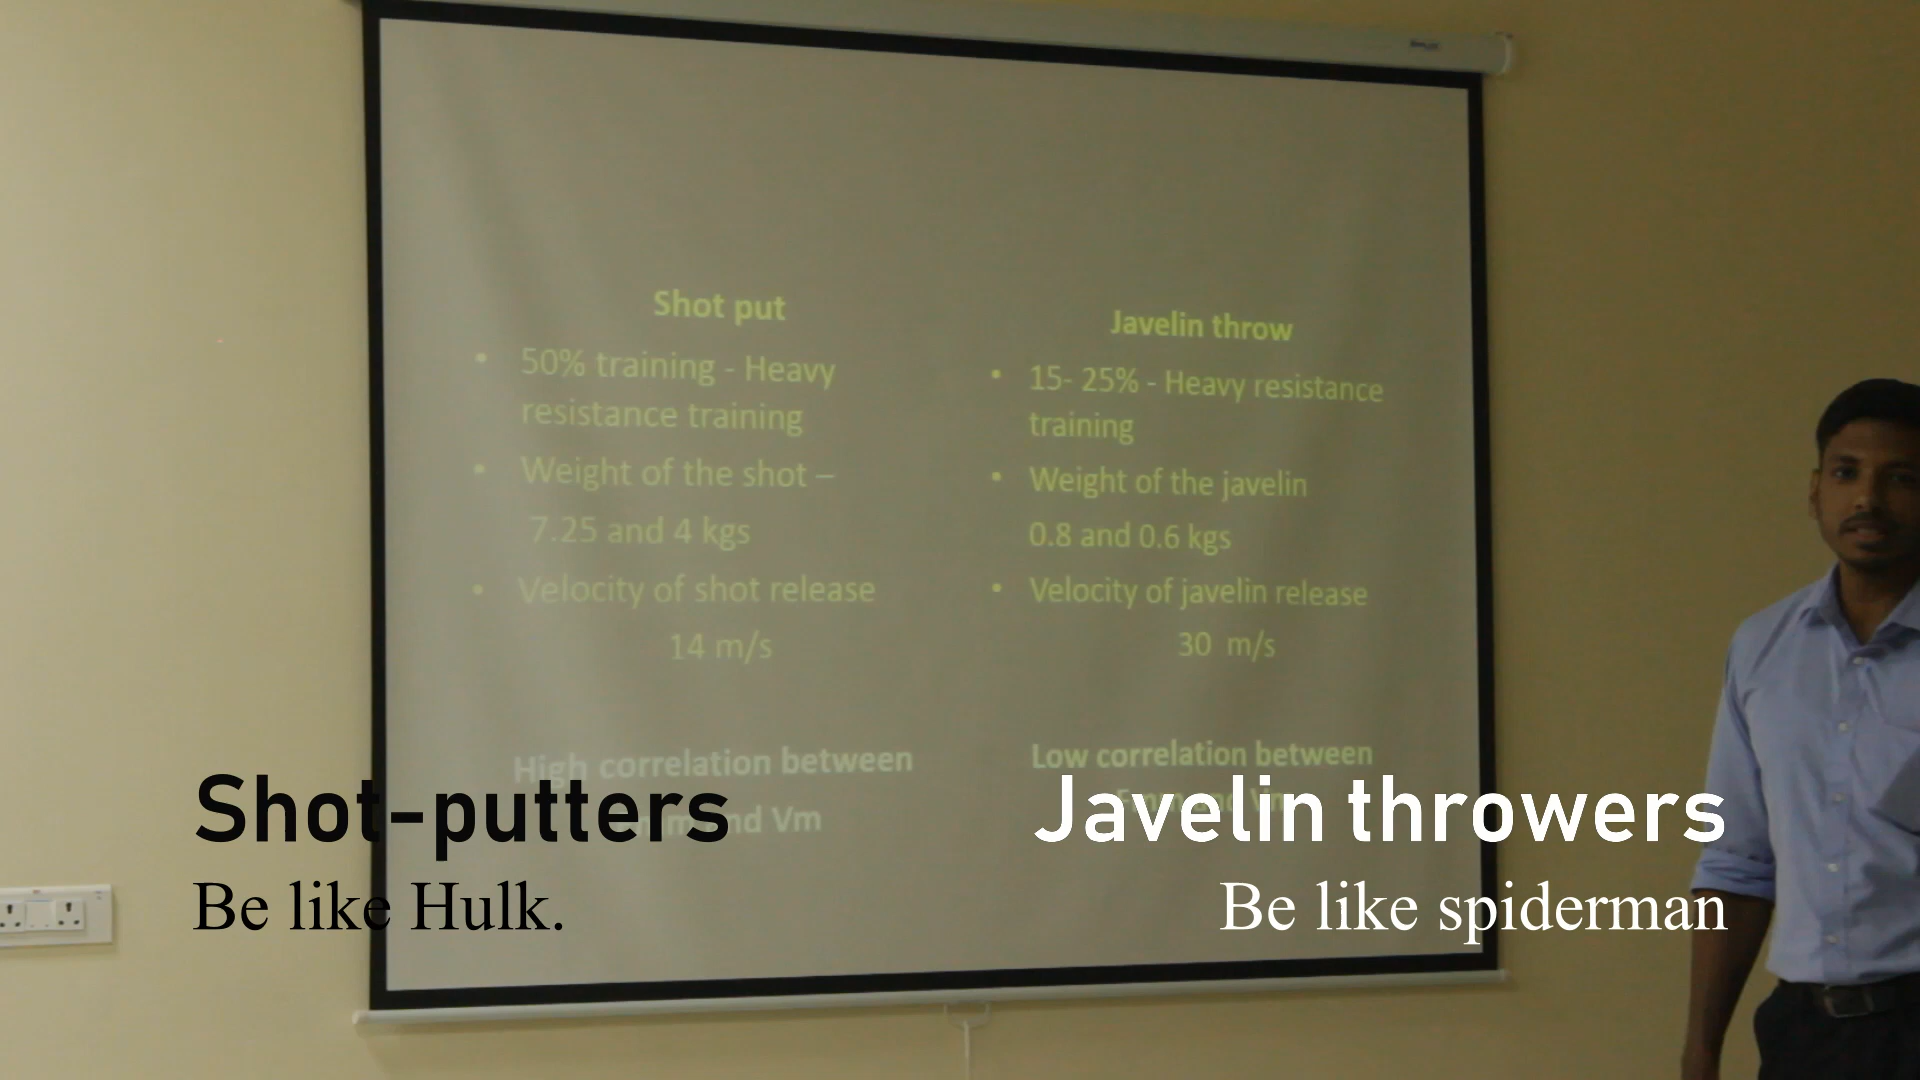 Shot put
• 50% training - Heavy
resistance training
• Weight of the shot –
7.25 and 4 kgs
• Velocity of shot release
14 m/s
High correlation between
and Vm
Javelin throw
• 15- 25% - Heavy resistance
training
• Weight of the javelin
0.8 and 0.6 kgs
• Velocity of javelin release
30 m/s
Low correlation between
Shot-putters
Be like Hulk.
Javelin throwers
Be like spiderman